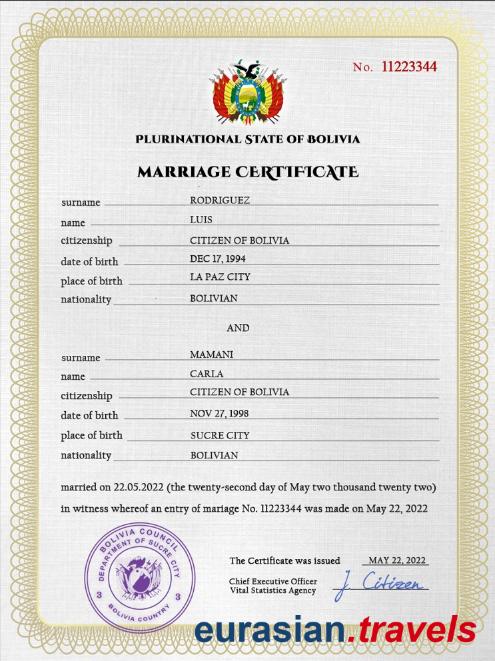 No. 11223344
PLURINATIONAL STATE OF BOLIVIA
MARRIAGE CERTIFICATE
surname RODRIGUEZ
name LUIS
citizenship CITIZEN OF BOLIVIA
date of birth DEC 17, 1994
place of birth LA PAZ CITY
nationality BOLIVIAN
AND
surname MAMANI
name CARLA
citizenship CITIZEN OF BOLIVIA
date of birth NOV 27, 1998
place of birth SUCRE CITY
nationality BOLIVIAN
married on 22.05.2022 (the twenty-second day of May two thousand twenty two)
in witness whereof an entry of mariage No. 11223344 was made on May 22, 2022
BOLIVIA COUNCIL
DEPARTMENT OF SUCRE CITY
3 3
BOLIVIA COUNTRY
The Certificate was issued MAY 22, 2022
Chief Executive Officer
Vital Statistics Agency
J Citizen
eurasian.travels